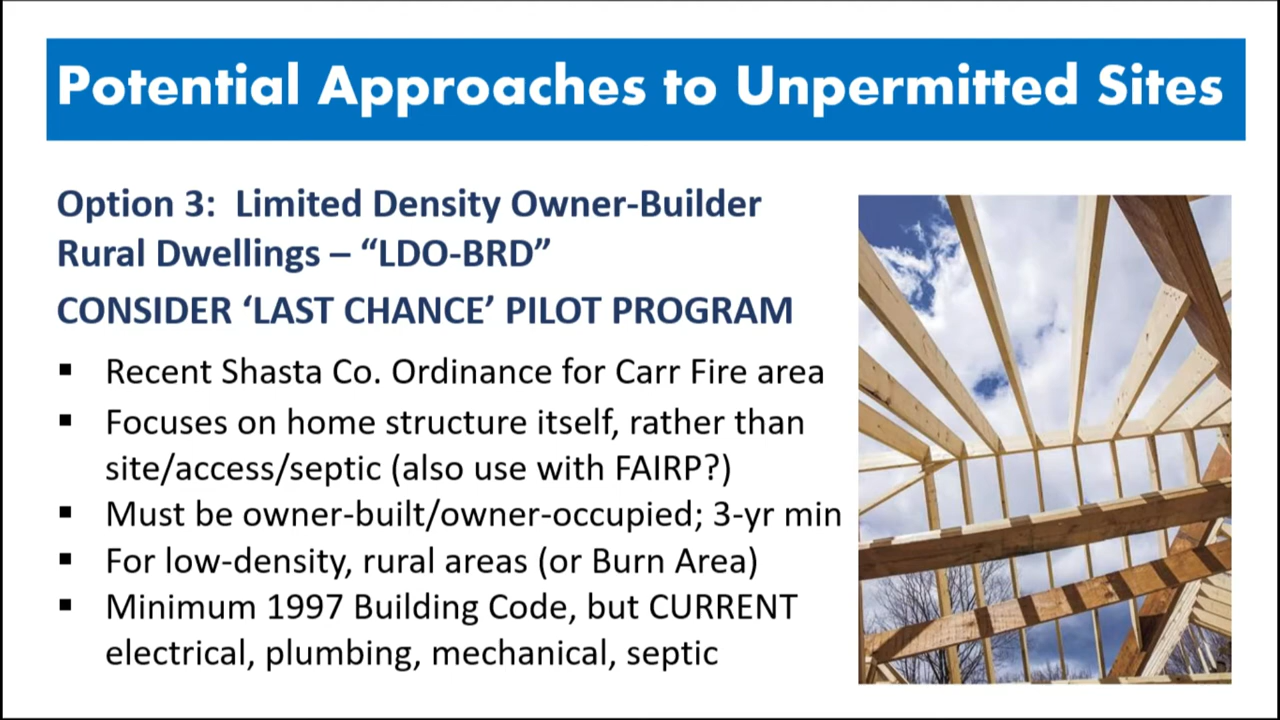 Potential Approaches to Unpermitted Sites
Option 3:  Limited Density Owner-Builder
Rural Dwellings – “LDO-BRD”
CONSIDER ‘LAST CHANCE’ PILOT PROGRAM
▪ Recent Shasta Co. Ordinance for Carr Fire area
▪ Focuses on home structure itself, rather than
site/access/septic (also use with FAIRP?)
▪ Must be owner-built/owner-occupied; 3-yr min
▪ For low-density, rural areas (or Burn Area)
▪ Minimum 1997 Building Code, but CURRENT
electrical, plumbing, mechanical, septic